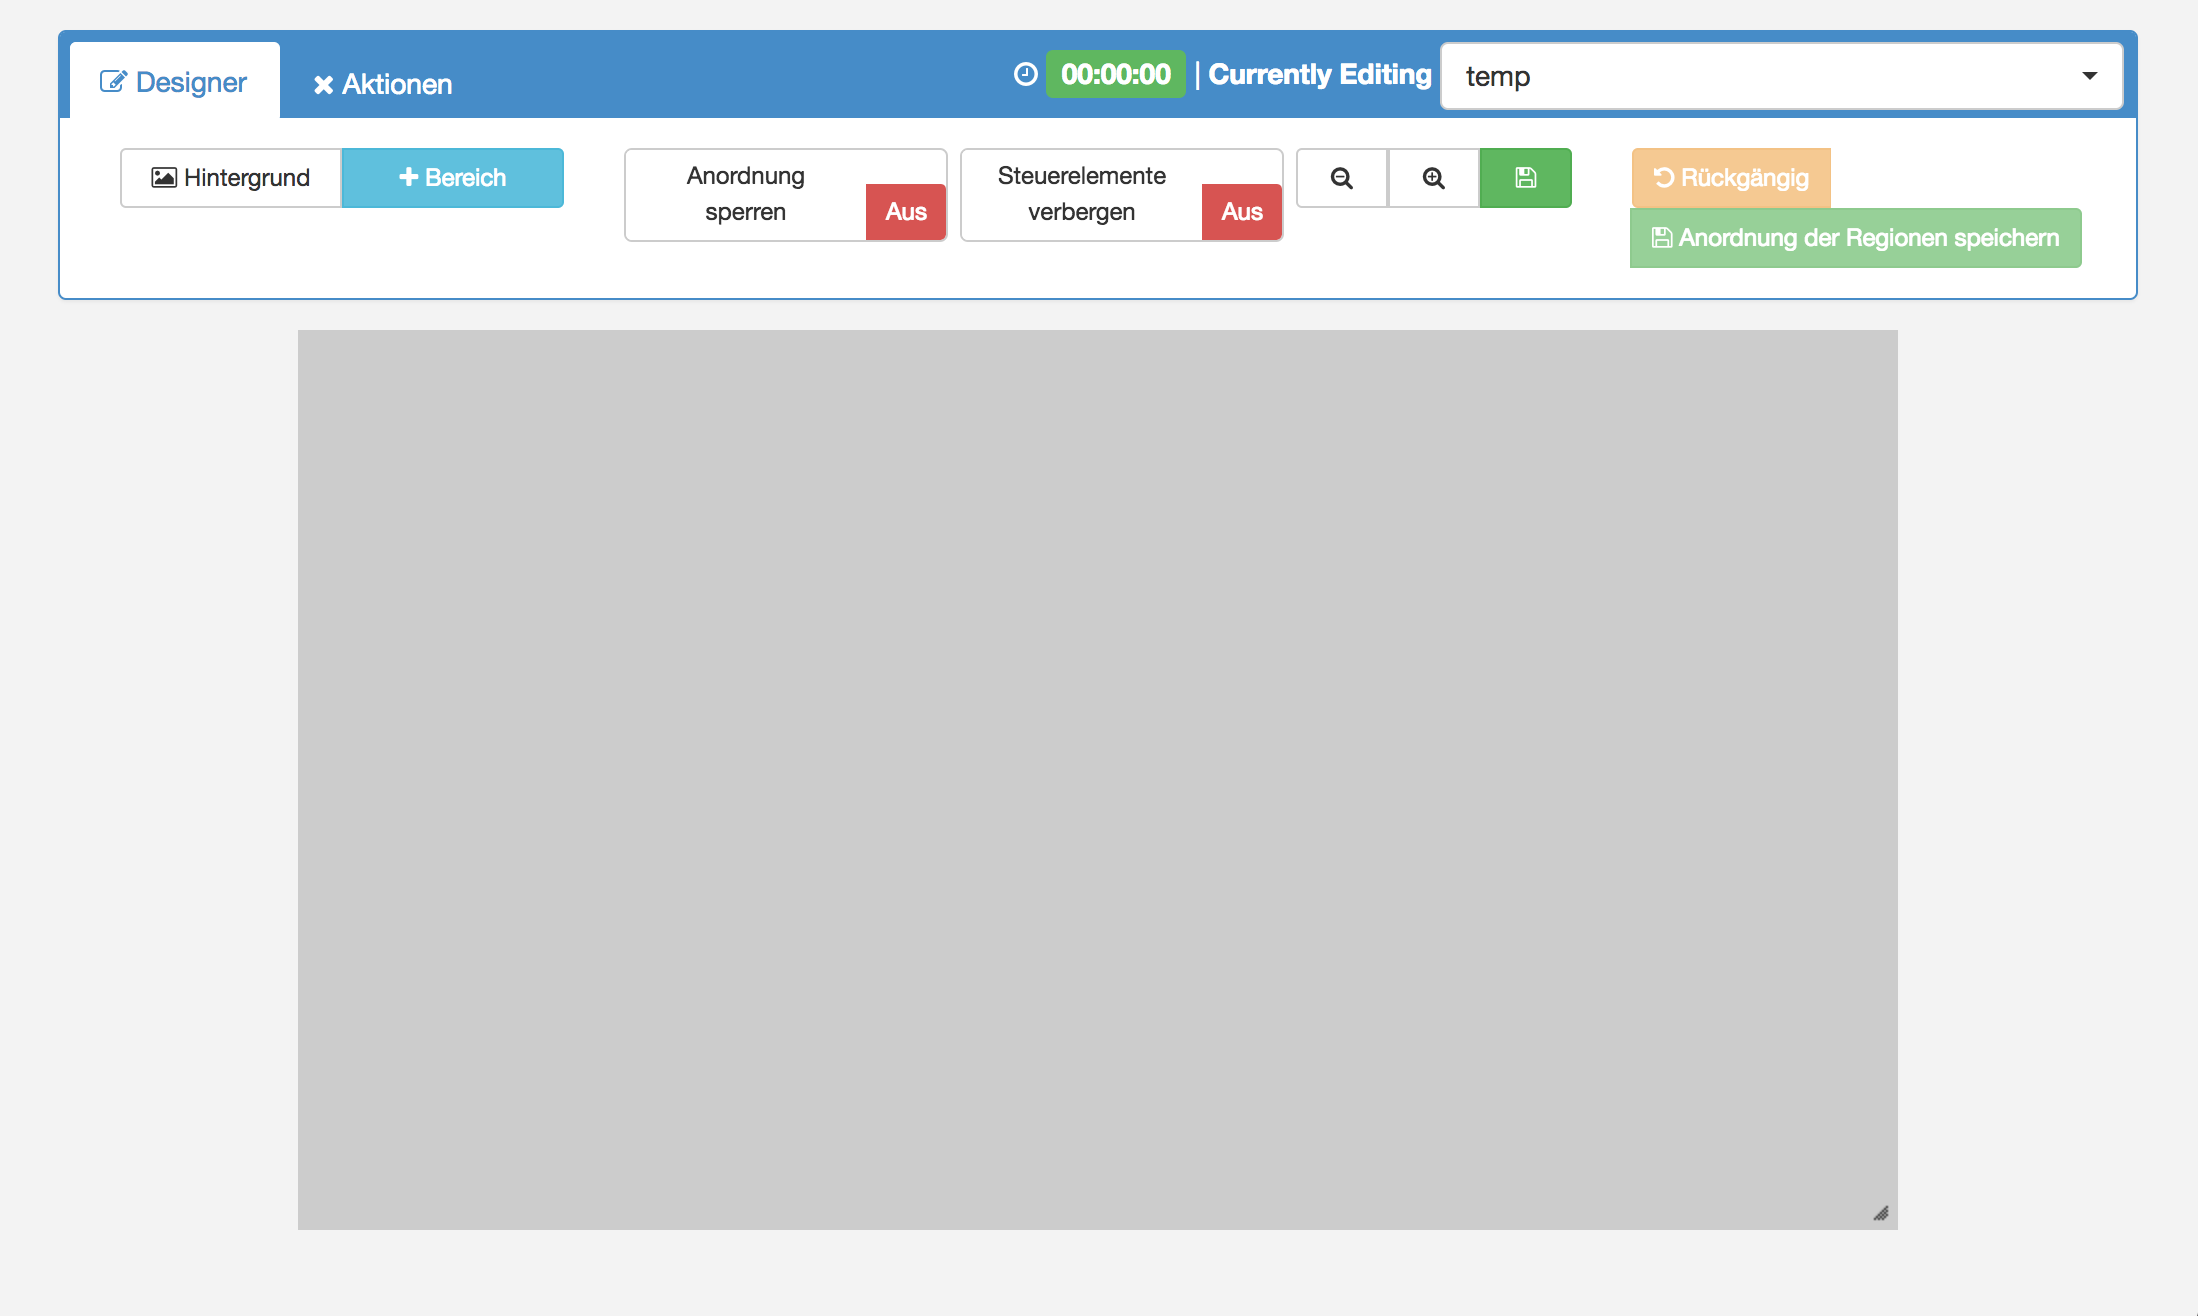 Designer
Aktionen
00:00:00 | Currently Editing
temp
Hintergrund
Bereich
Anordnung
sperren
Aus
Steuerelemente
verbergen
Aus
Rückgängig
Anordnung der Regionen speichern